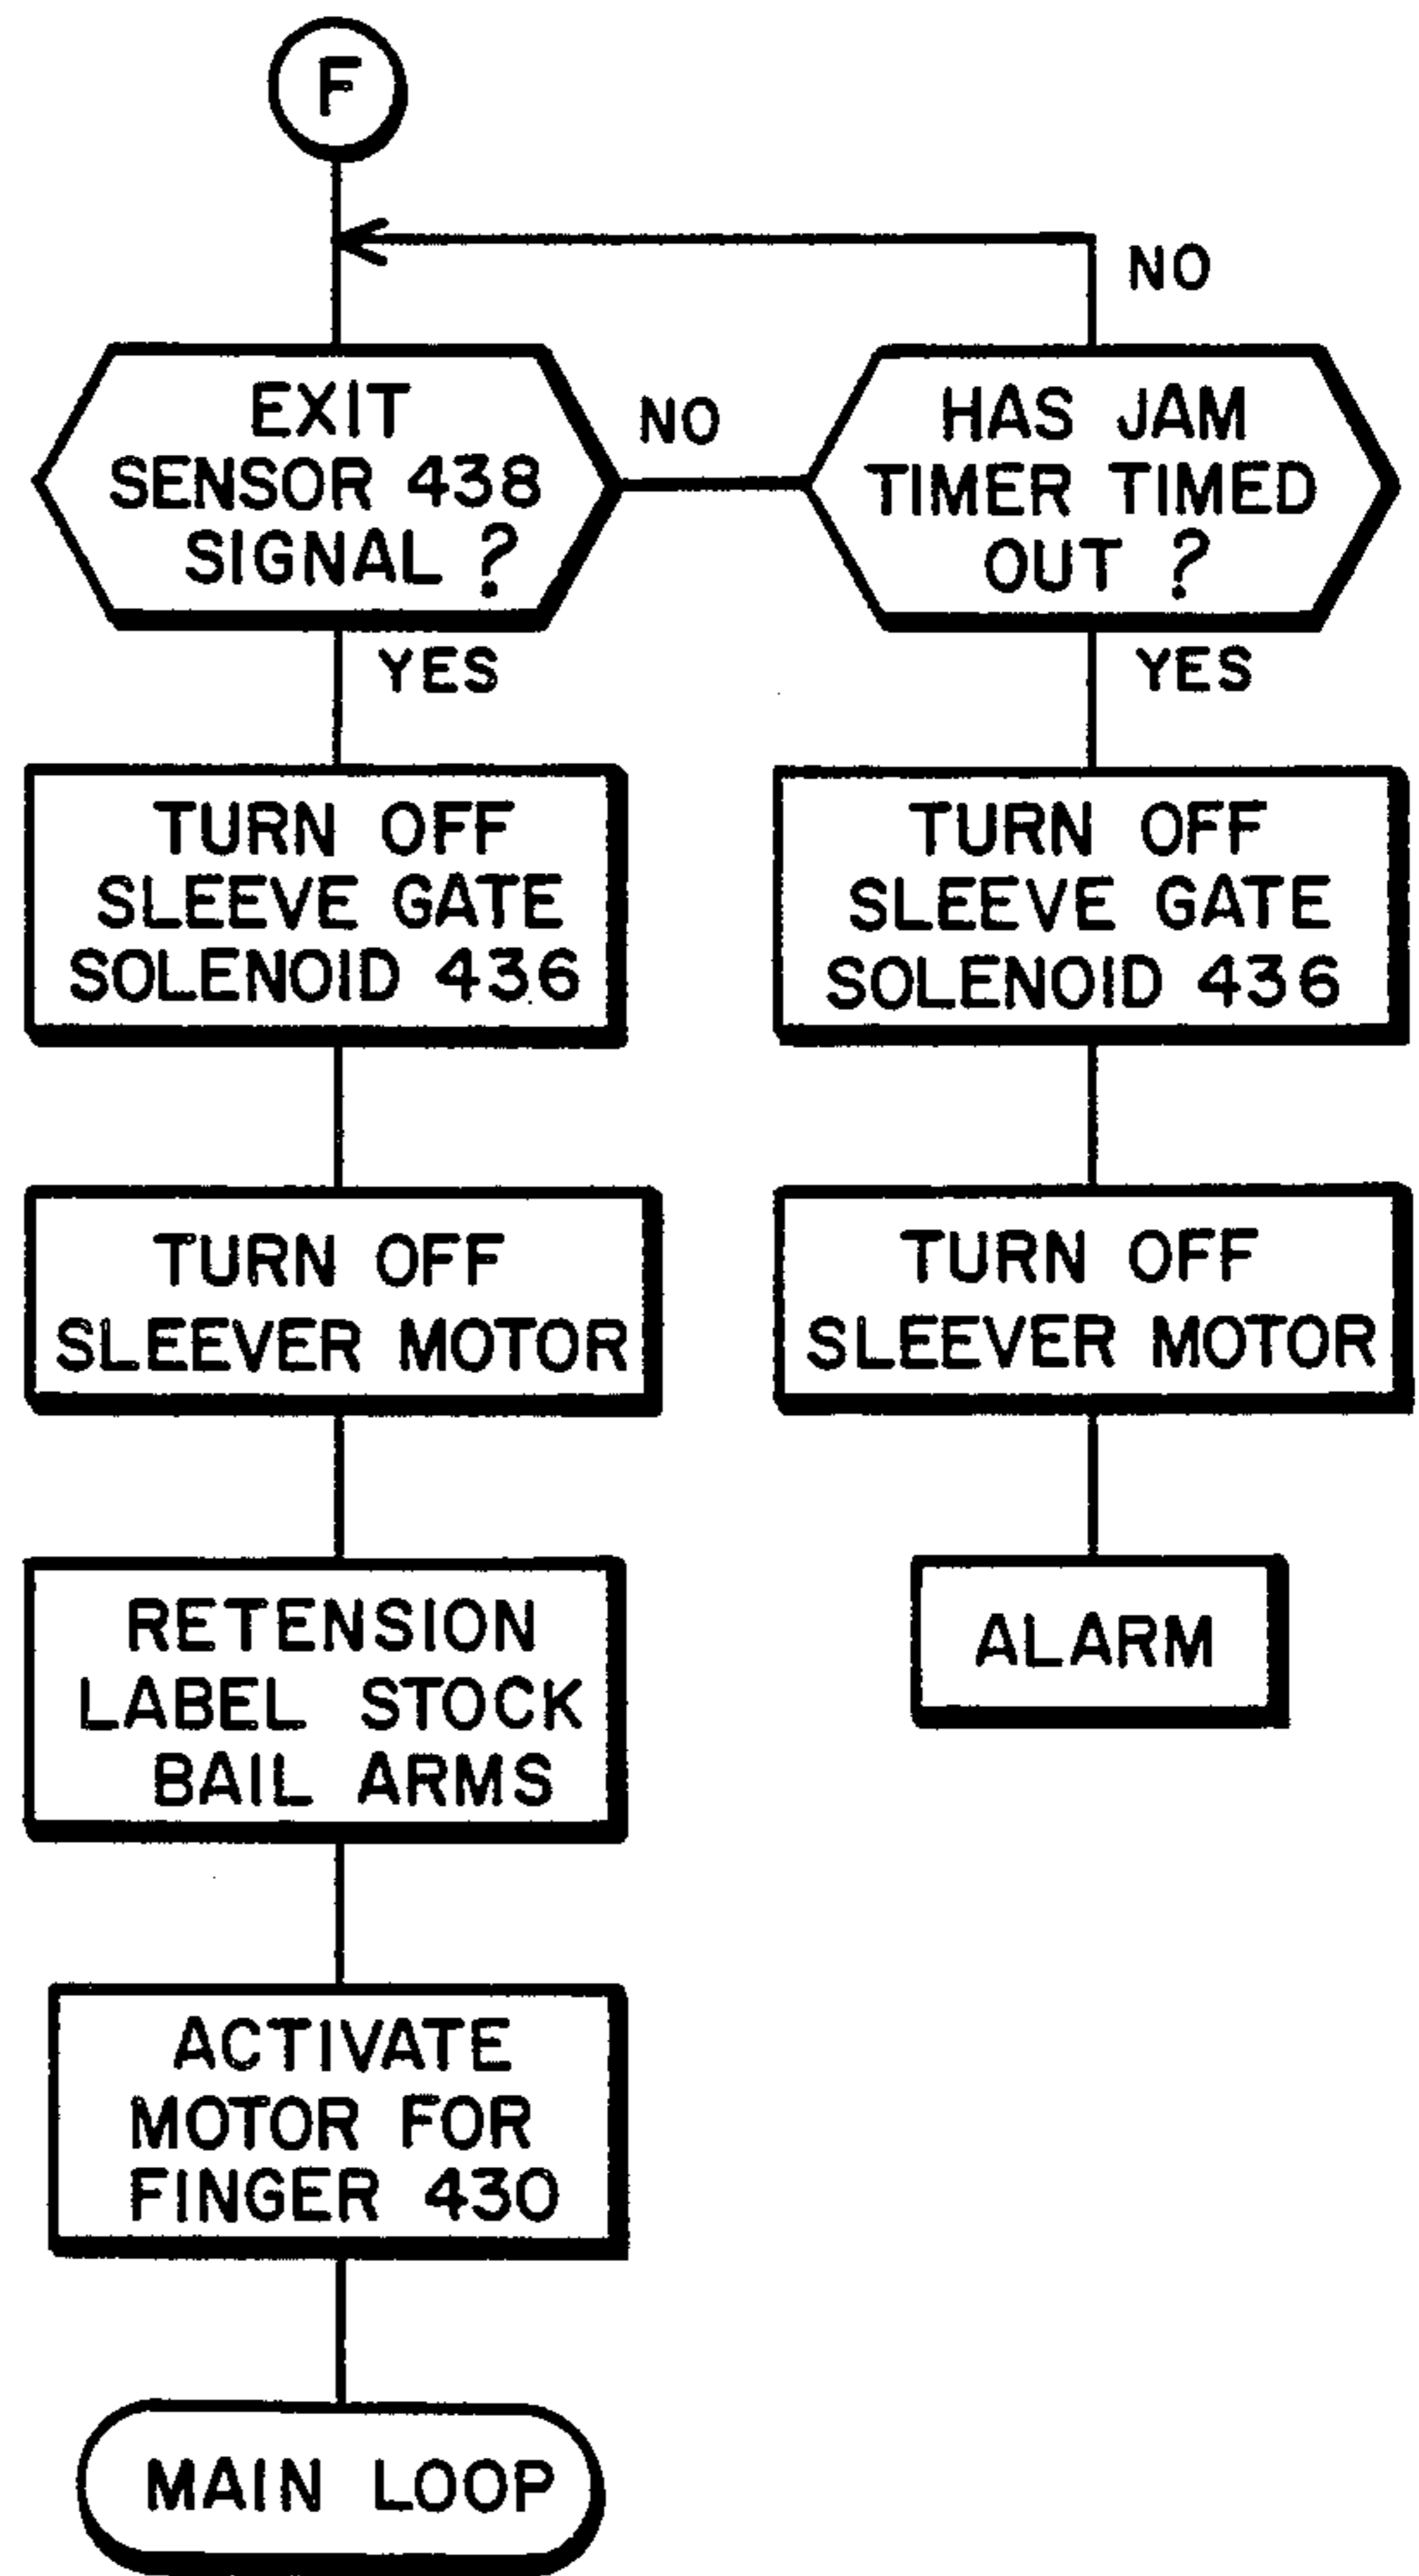 F
NO
EXIT
SENSOR 438
SIGNAL ?
NO
HAS JAM
TIMER TIMED
OUT ?
YES
YES
TURN OFF
SLEEVE GATE
SOLENOID 436
TURN OFF
SLEEVE GATE
SOLENOID 436
TURN OFF
SLEEVER MOTOR
TURN OFF
SLEEVER MOTOR
RETENSION
LABEL STOCK
BAIL ARMS
ALARM
ACTIVATE
MOTOR FOR
FINGER 430
MAIN LOOP